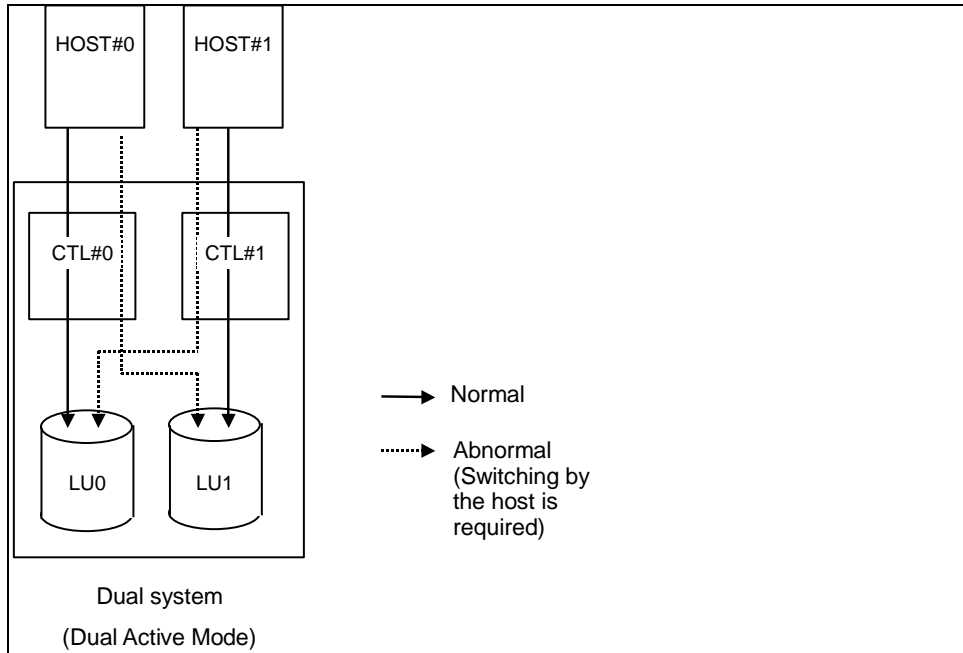 HOST#0
HOST#1
CTL#0
CTL#1
LU0
LU1
Normal
Abnormal
(Switching by
the host is
required)
Dual system
(Dual Active Mode)